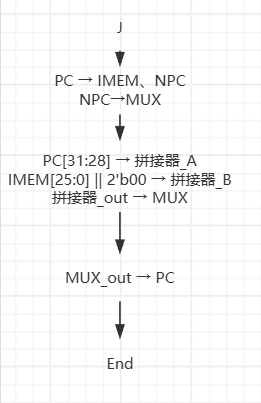 J
PC → IMEM、NPC
NPC→MUX
PC[31:28] → 拼接器_A
IMEM[25:0] || 2'b00 → 拼接器_B
拼接器_out → MUX
MUX_out → PC
End